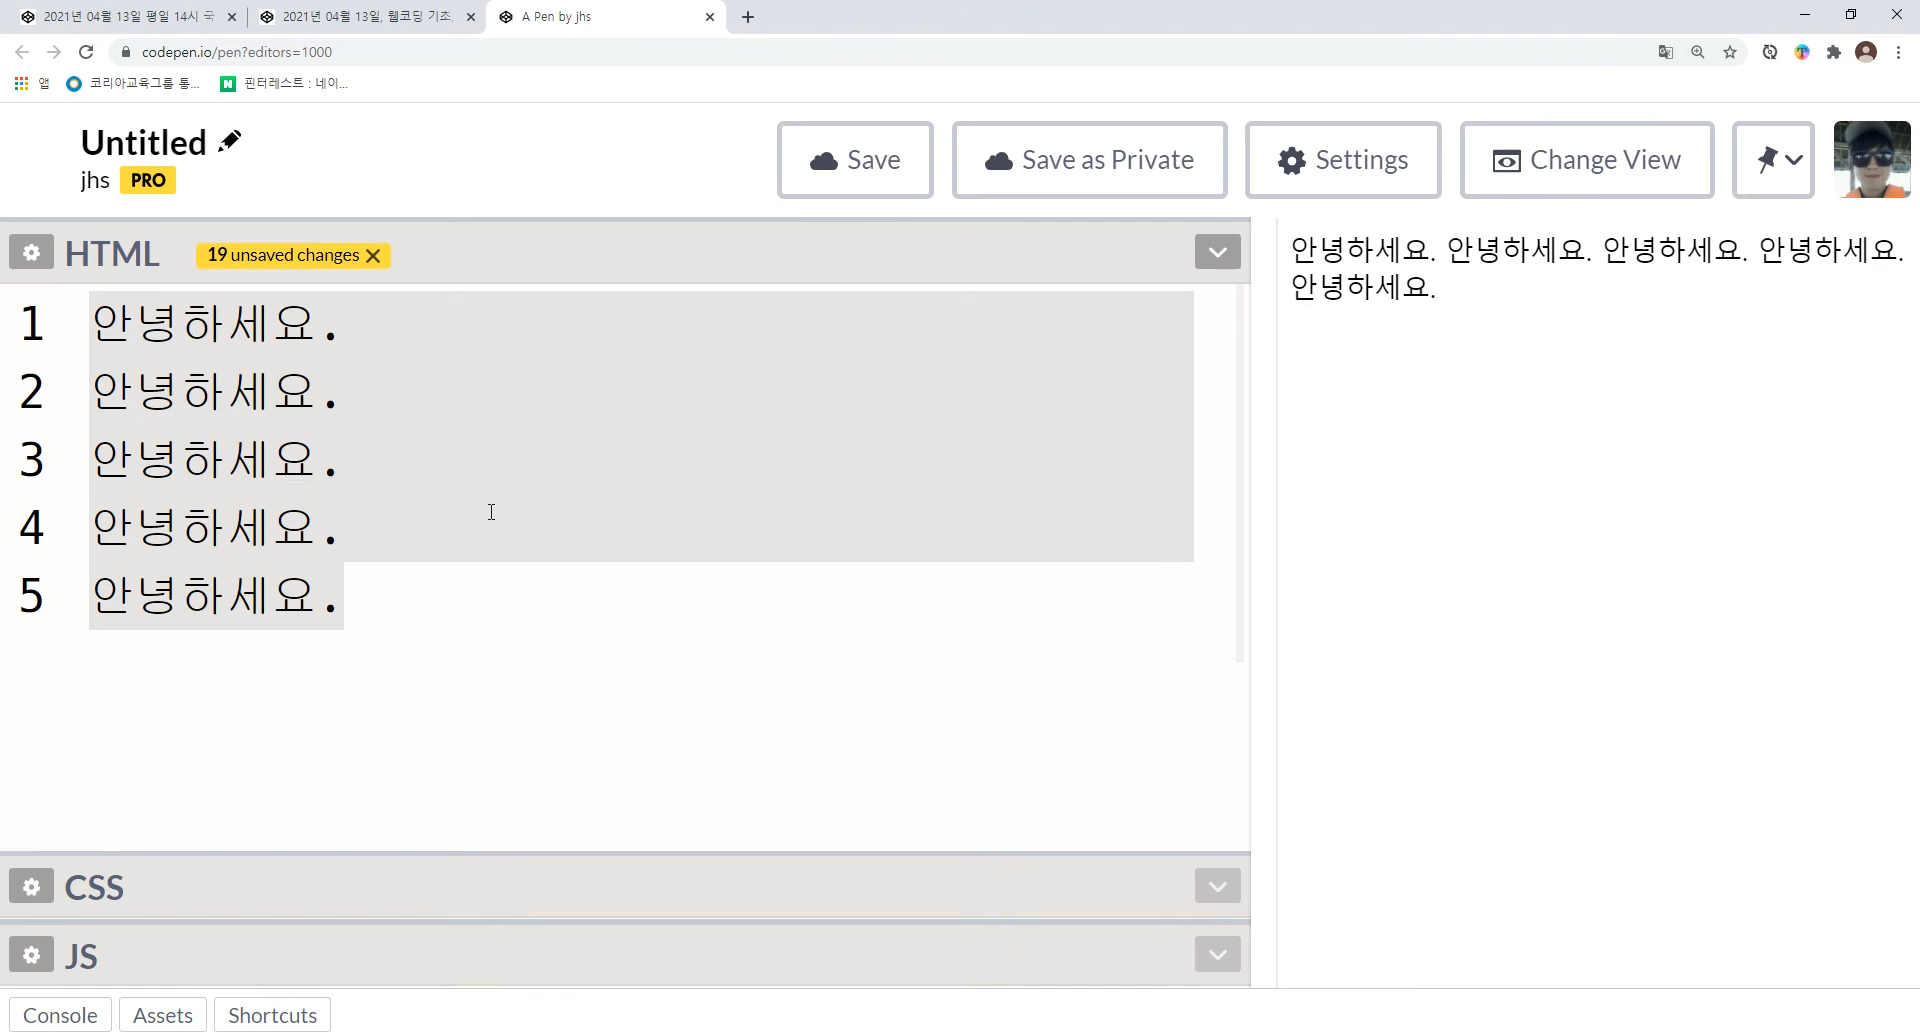 2021년 04월 13일 평일 14시 국
2021년 04월 13일, 웹코딩 기초,
A Pen by jhs
codepen.io/pen?editors=1000
앱
코리아교육그룹 통...
핀터레스트 : 네이...
Untitled
jhs PRO
Save
Save as Private
Settings
Change View
HTML
19 unsaved changes
1 안녕하세요.
2 안녕하세요.
3 안녕하세요.
4 안녕하세요.
5 안녕하세요.
안녕하세요. 안녕하세요. 안녕하세요. 안녕하세요.
안녕하세요.
CSS
JS
Console
Assets
Shortcuts